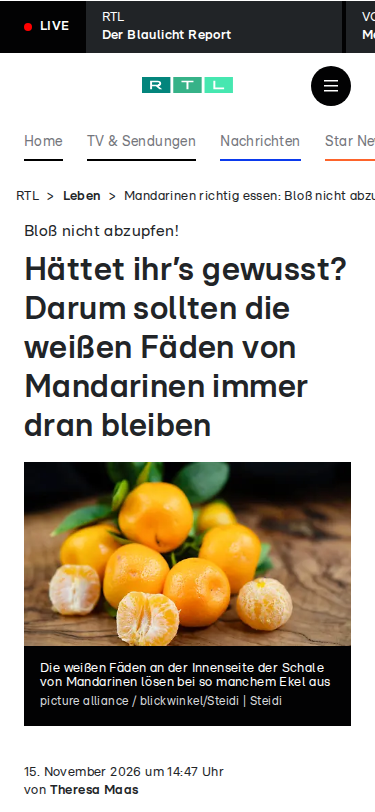 LIVE
RTL
Der Blaulicht Report
RTL
Home TV & Sendungen Nachrichten Star
RTL > Leben > Mandarinen richtig essen: Bloß nicht
Bloß nicht abzupfen!
Hättet ihr's gewusst?
Darum sollten die
weißen Fäden von
Mandarinen immer
dran bleiben
Die weißen Fäden an der Innenseite der Schale
von Mandarinen lösen bei so manchem Ekel aus
picture alliance / blickwinkel/Steidi | Steidi
15. November 2026 um 14:47 Uhr
von Theresa Maas